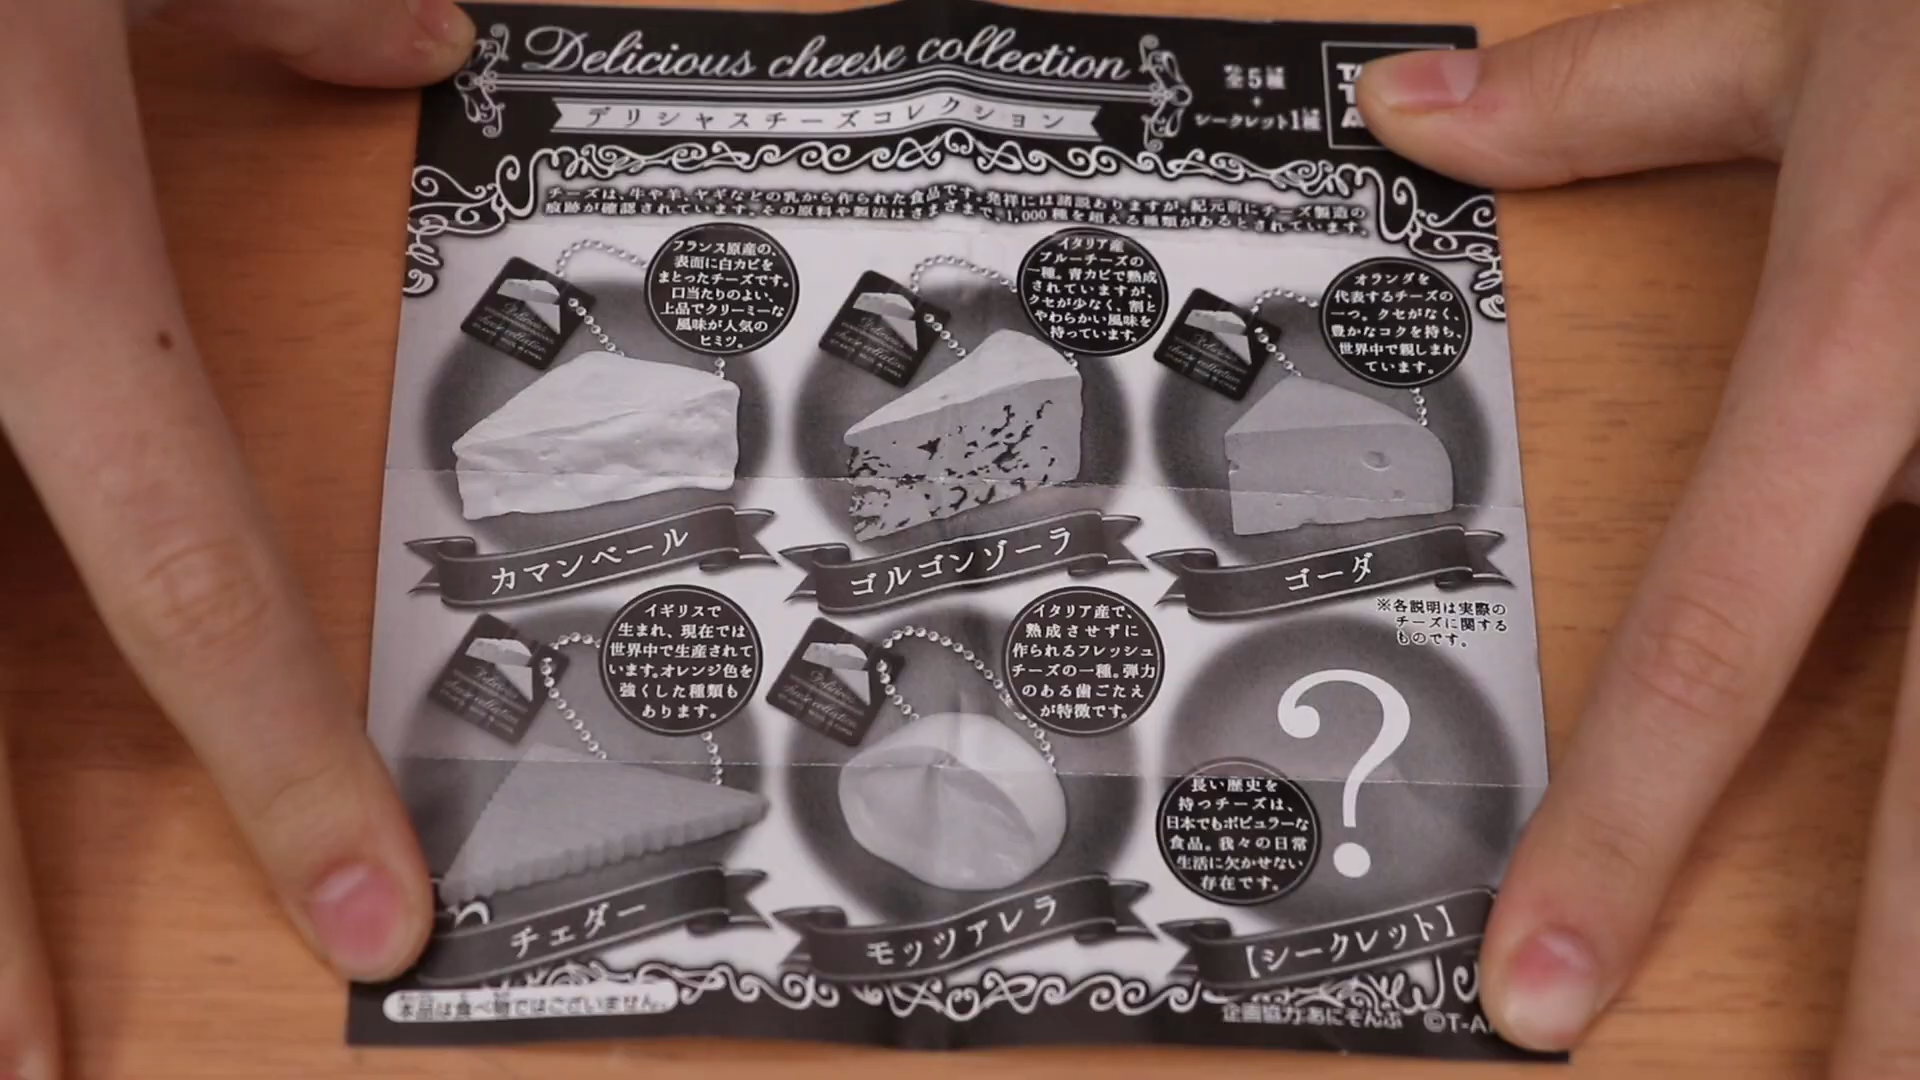 Delicious cheese collection
全5種
+
シークレット1種
デリシャスチーズコレクション
チーズは、牛や羊、ヤギなどの乳から作られた食品です。発祥には諸説ありますが、紀元前にチーズ製造の
痕跡が確認されています。その原料や製法はさまざまで、1,000種を超える種類があるとされています。
フランス原産の、
表面に白カビを
まとったチーズです。
口当たりのよい、
上品でクリーミーな
風味が人気の
ヒミツ。
カマンベール
イタリア産
ブルーチーズの
一種。青カビで熟成
されていますが、
クセが少なく、割と
やわらかい風味を
持っています。
ゴルゴンゾーラ
オランダを
代表するチーズの
一つ。クセがなく、
豊かなコクを持ち、
世界中で親しまれ
ています。
ゴーダ
※各説明は実際の
チーズに関する
ものです。
イギリスで
生まれ、現在では
世界中で生産されて
います。オレンジ色を
強くした種類も
あります。
チェダー
イタリア産で、
熟成させずに
作られるフレッシュ
チーズの一種。弾力
のある歯ごたえ
が特徴です。
モッツァレラ
長い歴史を
持つチーズは、
日本でもポピュラーな
食品。我々の日常
生活に欠かせない
存在です。
【シークレット】
本品は食べ物ではございません。
企画協力:あにぞんぶ ©T-A